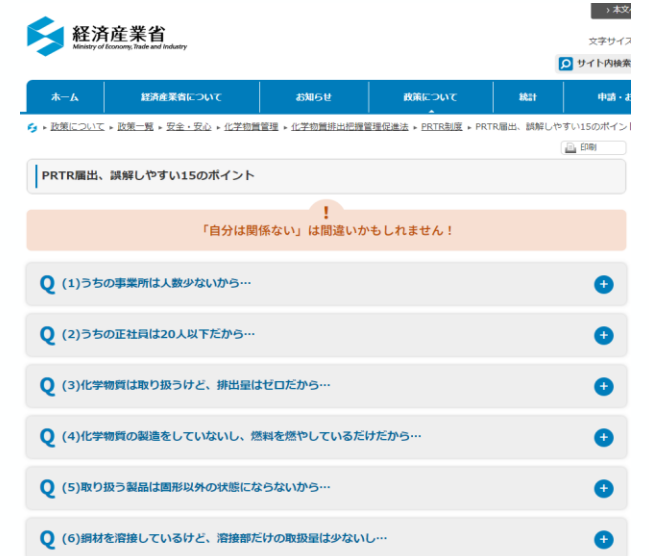 › 本文へ
経済産業省
Ministry of Economy, Trade and Industry
文字サイズ
サイト内検索
ホーム
経済産業省について
お知らせ
政策について
統計
申請・お
政策について ▸ 政策一覧 ▸ 安全・安心 ▸ 化学物質管理 ▸ 化学物質排出把握管理促進法 ▸ PRTR制度 ▸ PRTR届出、誤解しやすい15のポイント
印刷
PRTR届出、誤解しやすい15のポイント
!
「自分は関係ない」は間違いかもしれません！
Q (1)うちの事業所は人数少ないから…
Q (2)うちの正社員は20人以下だから…
Q (3)化学物質は取り扱うけど、排出量はゼロだから…
Q (4)化学物質の製造をしていないし、燃料を燃やしているだけだから…
Q (5)取り扱う製品は固形以外の状態にならないから…
Q (6)鋼材を溶接しているけど、溶接部だけの取扱量は少ないし…